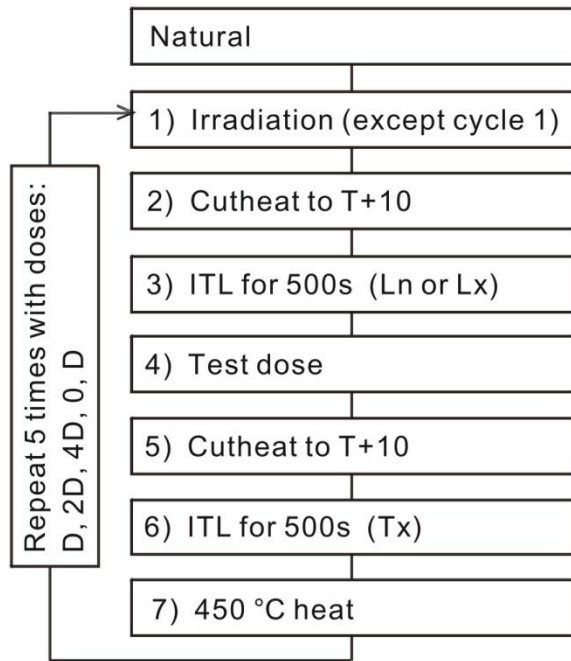 Natural
1) Irradiation (except cycle 1)
2) Cutheat to T+10
3) ITL for 500s (Ln or Lx)
4) Test dose
5) Cutheat to T+10
6) ITL for 500s (Tx)
7) 450 °C heat
Repeat 5 times with doses:
D, 2D, 4D, 0, D